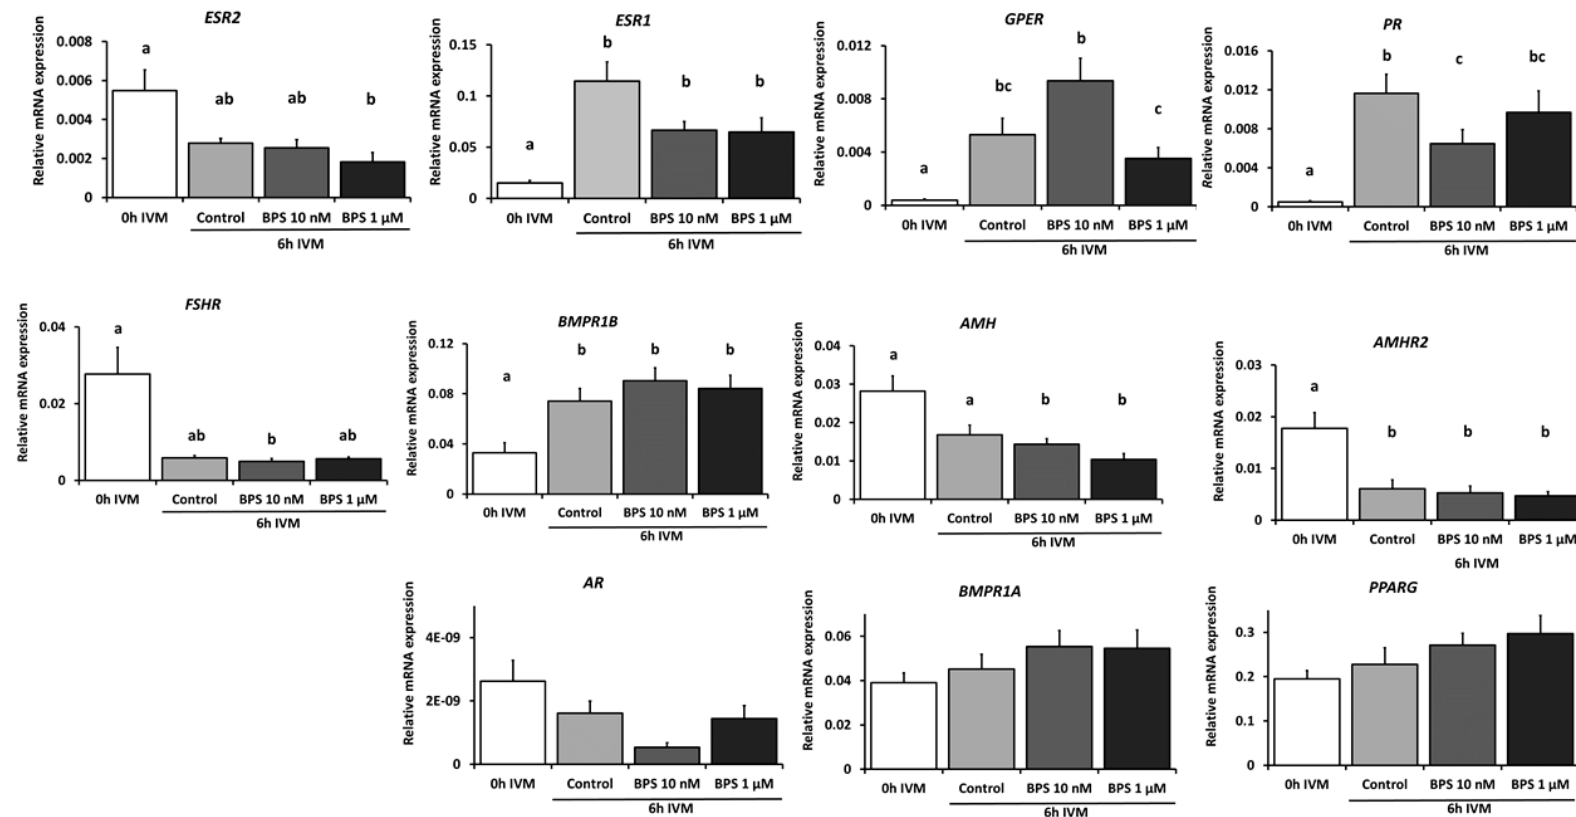 ESR2
Relative mRNA expression
0.008
0.006
0.004
0.002
0
a
ab
ab
b
0h IVM
Control
BPS 10 nM
BPS 1 µM
6h IVM
ESR1
Relative mRNA expression
0.15
0.1
0.05
0
a
b
b
b
0h IVM
Control
BPS 10 nM
BPS 1 µM
6h IVM
GPER
Relative mRNA expression
0.012
0.008
0.004
0
a
bc
b
c
0h IVM
Control
BPS 10 nM
BPS 1 µM
6h IVM
PR
Relative mRNA expression
0.016
0.012
0.008
0.004
0
a
b
c
bc
0h IVM
Control
BPS 10 nM
BPS 1 µM
6h IVM
FSHR
Relative mRNA expression
0.04
0.02
0
a
ab
b
ab
0h IVM
Control
BPS 10 nM
BPS 1 µM
6h IVM
BMPR1B
Relative mRNA expression
0.12
0.08
0.04
0
a
b
b
b
0h IVM
Control
BPS 10 nM
BPS 1 µM
6h IVM
AMH
Relative mRNA expression
0.04
0.03
0.02
0.01
0
a
a
b
b
0h IVM
Control
BPS 10 nM
BPS 1 µM
6h IVM
AMHR2
Relative mRNA expression
0.03
0.02
0.01
0
a
b
b
b
0h IVM
Control
BPS 10 nM
BPS 1 µM
6h IVM
AR
Relative mRNA expression
4E-09
2E-09
0
0h IVM
Control
BPS 10 nM
BPS 1 µM
6h IVM
BMPR1A
Relative mRNA expression
0.06
0.04
0.02
0
0h IVM
Control
BPS 10 nM
BPS 1 µM
6h IVM
PPARG
Relative mRNA expression
0.3
0.2
0.1
0
0h IVM
Control
BPS 10 nM
BPS 1 µM
6h IVM